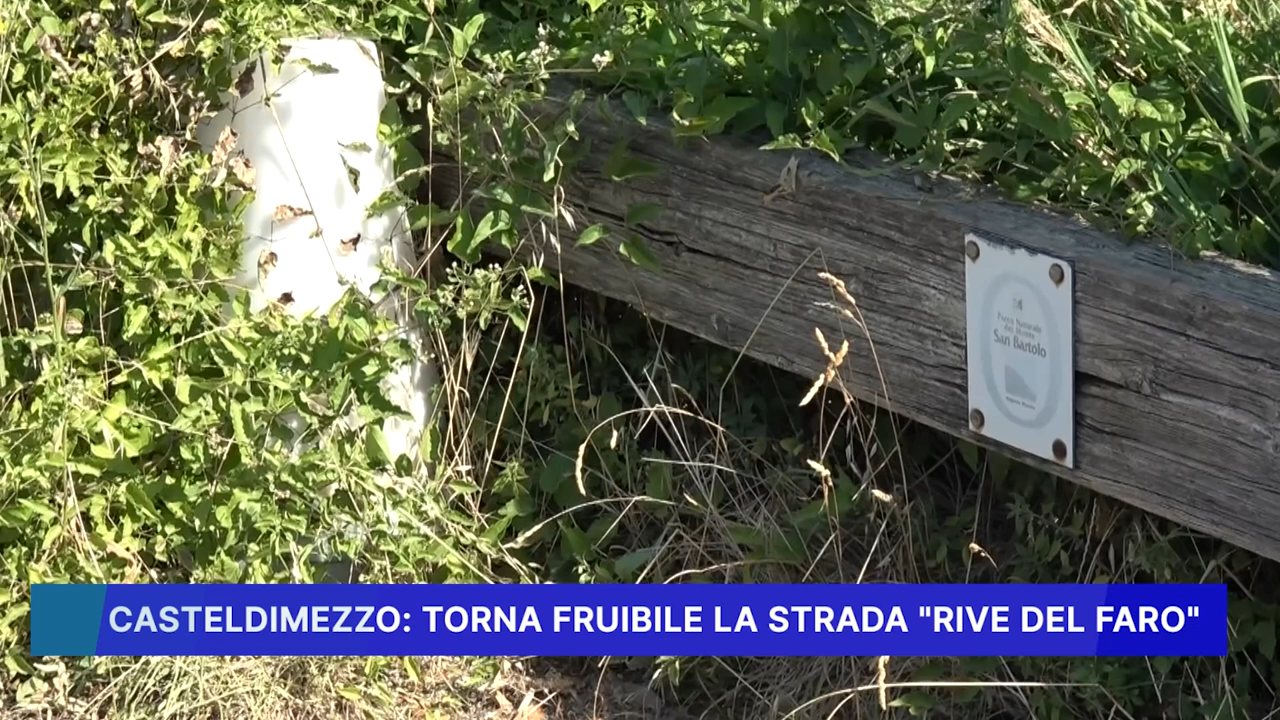 Parco Naturale
del Monte
San Bartolo
CASTELDIMEZZO: TORNA FRUIBILE LA STRADA "RIVE DEL FARO"